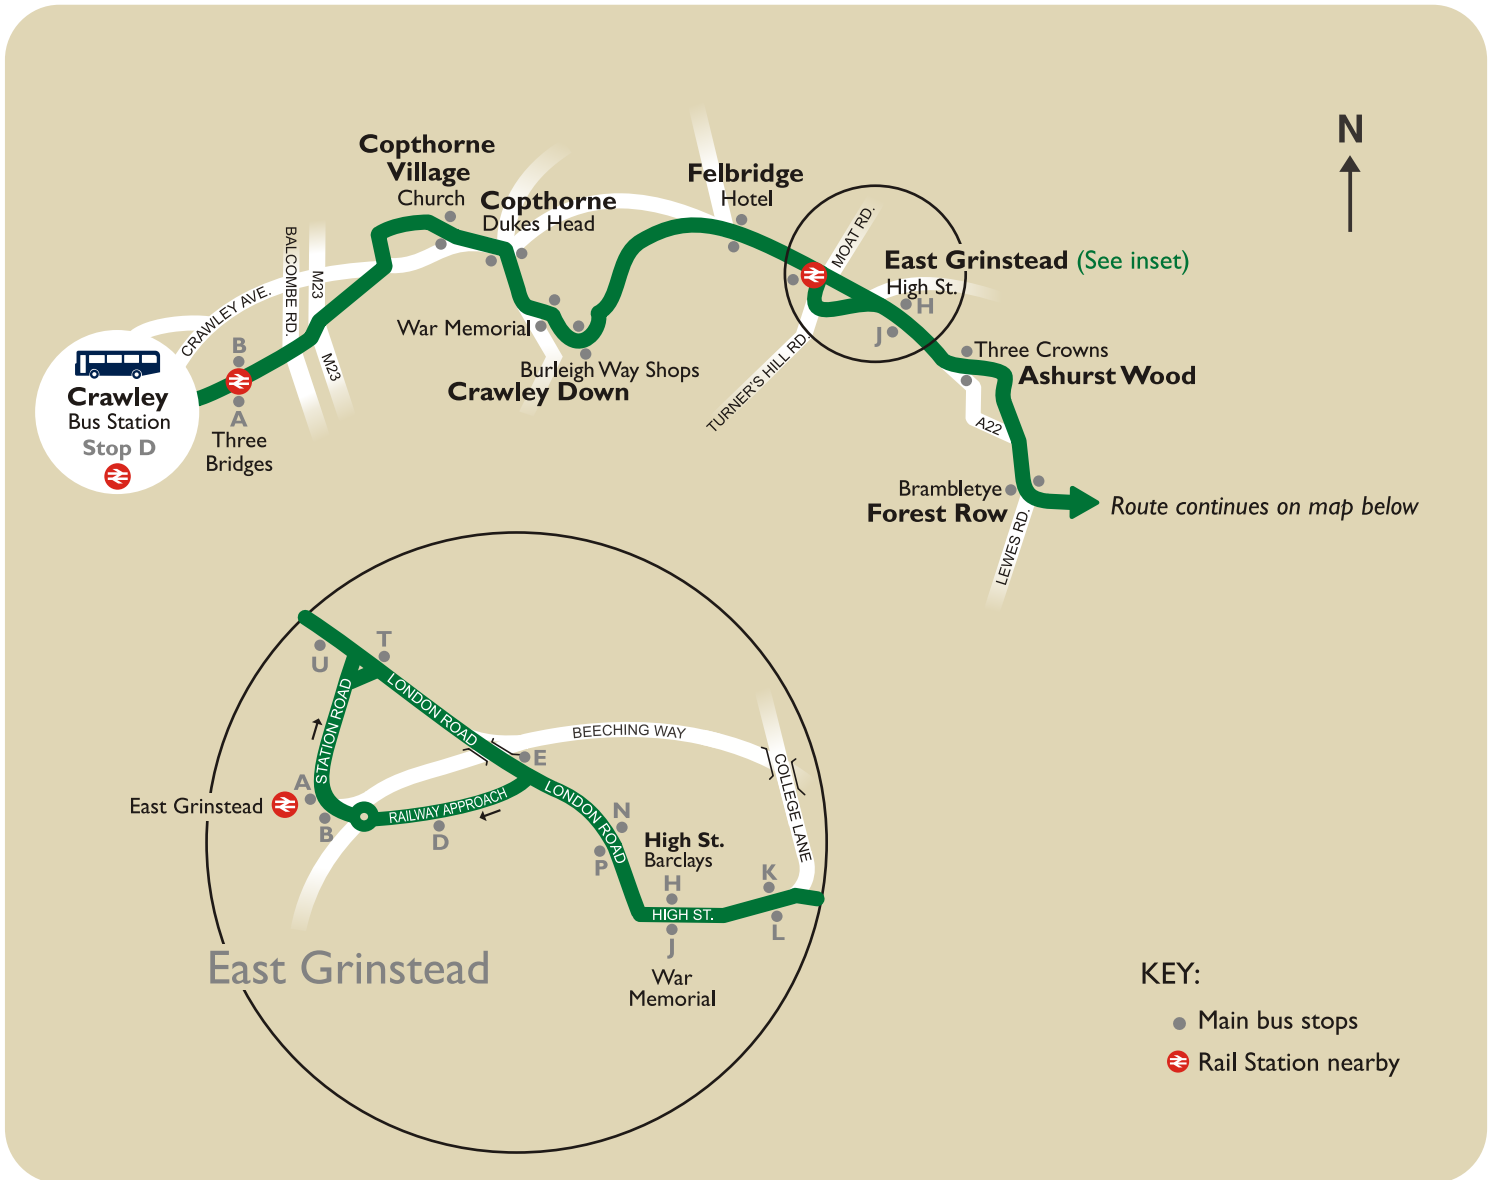 N
Copthorne
Village
Church
Copthorne
Dukes Head
Felbridge
Hotel
MOAT RD.
East Grinstead (See inset)
High St.
H
J
BALCOMBE RD.
M23
M23
CRAWLEY AVE.
War Memorial
Burleigh Way Shops
Crawley Down
TURNER'S HILL RD.
Three Crowns
Ashurst Wood
A22
B
A
Three
Bridges
Crawley
Bus Station
Stop D
Brambletye
Forest Row
LEWES RD.
Route continues on map below
T
U
STATION ROAD
LONDON ROAD
BEECHING WAY
E
COLLEGE LANE
A
East Grinstead
B
RAILWAY APPROACH
D
LONDON ROAD
N
P
High St.
Barclays
H
K
HIGH ST.
J
L
War
Memorial
East Grinstead
KEY:
Main bus stops
Rail Station nearby